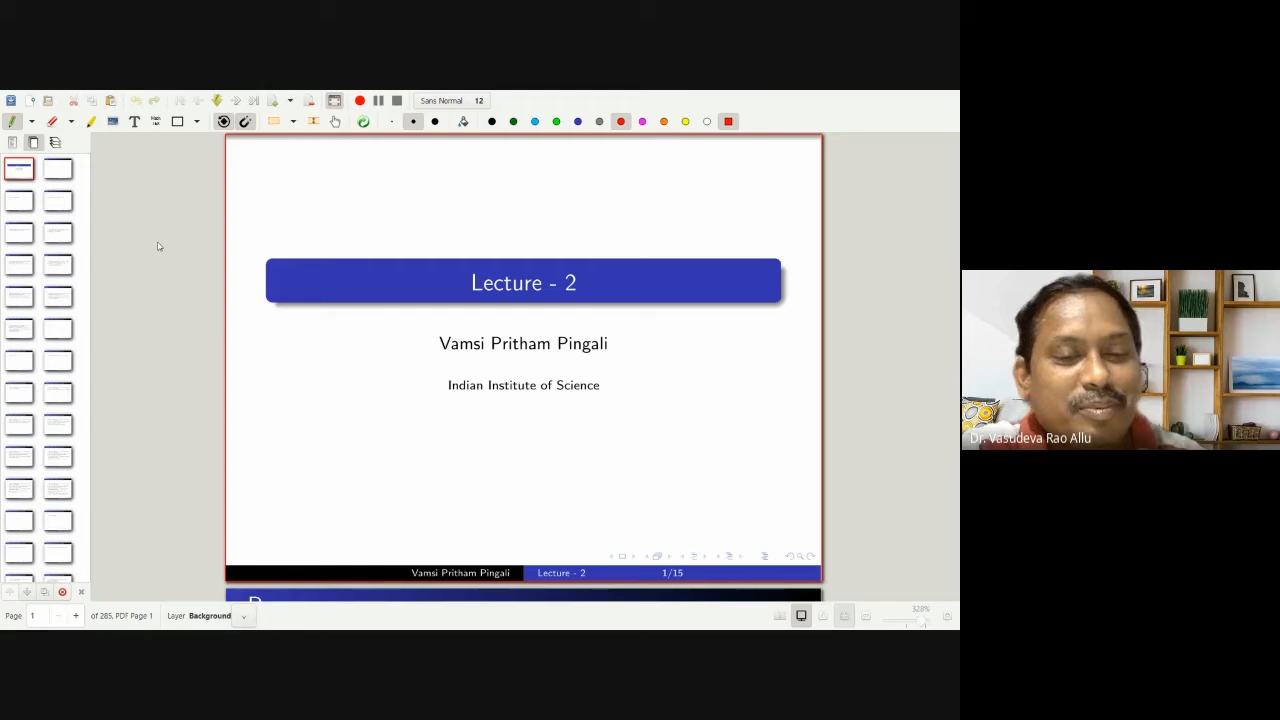 Sans Normal 12
Lecture - 2
Vamsi Pritham Pingali
Indian Institute of Science
Vamsi Pritham Pingali Lecture - 2 1/15
Page 1 of 285, PDF Page 1 Layer Background
328%
Dr. Vasudeva Rao Allu